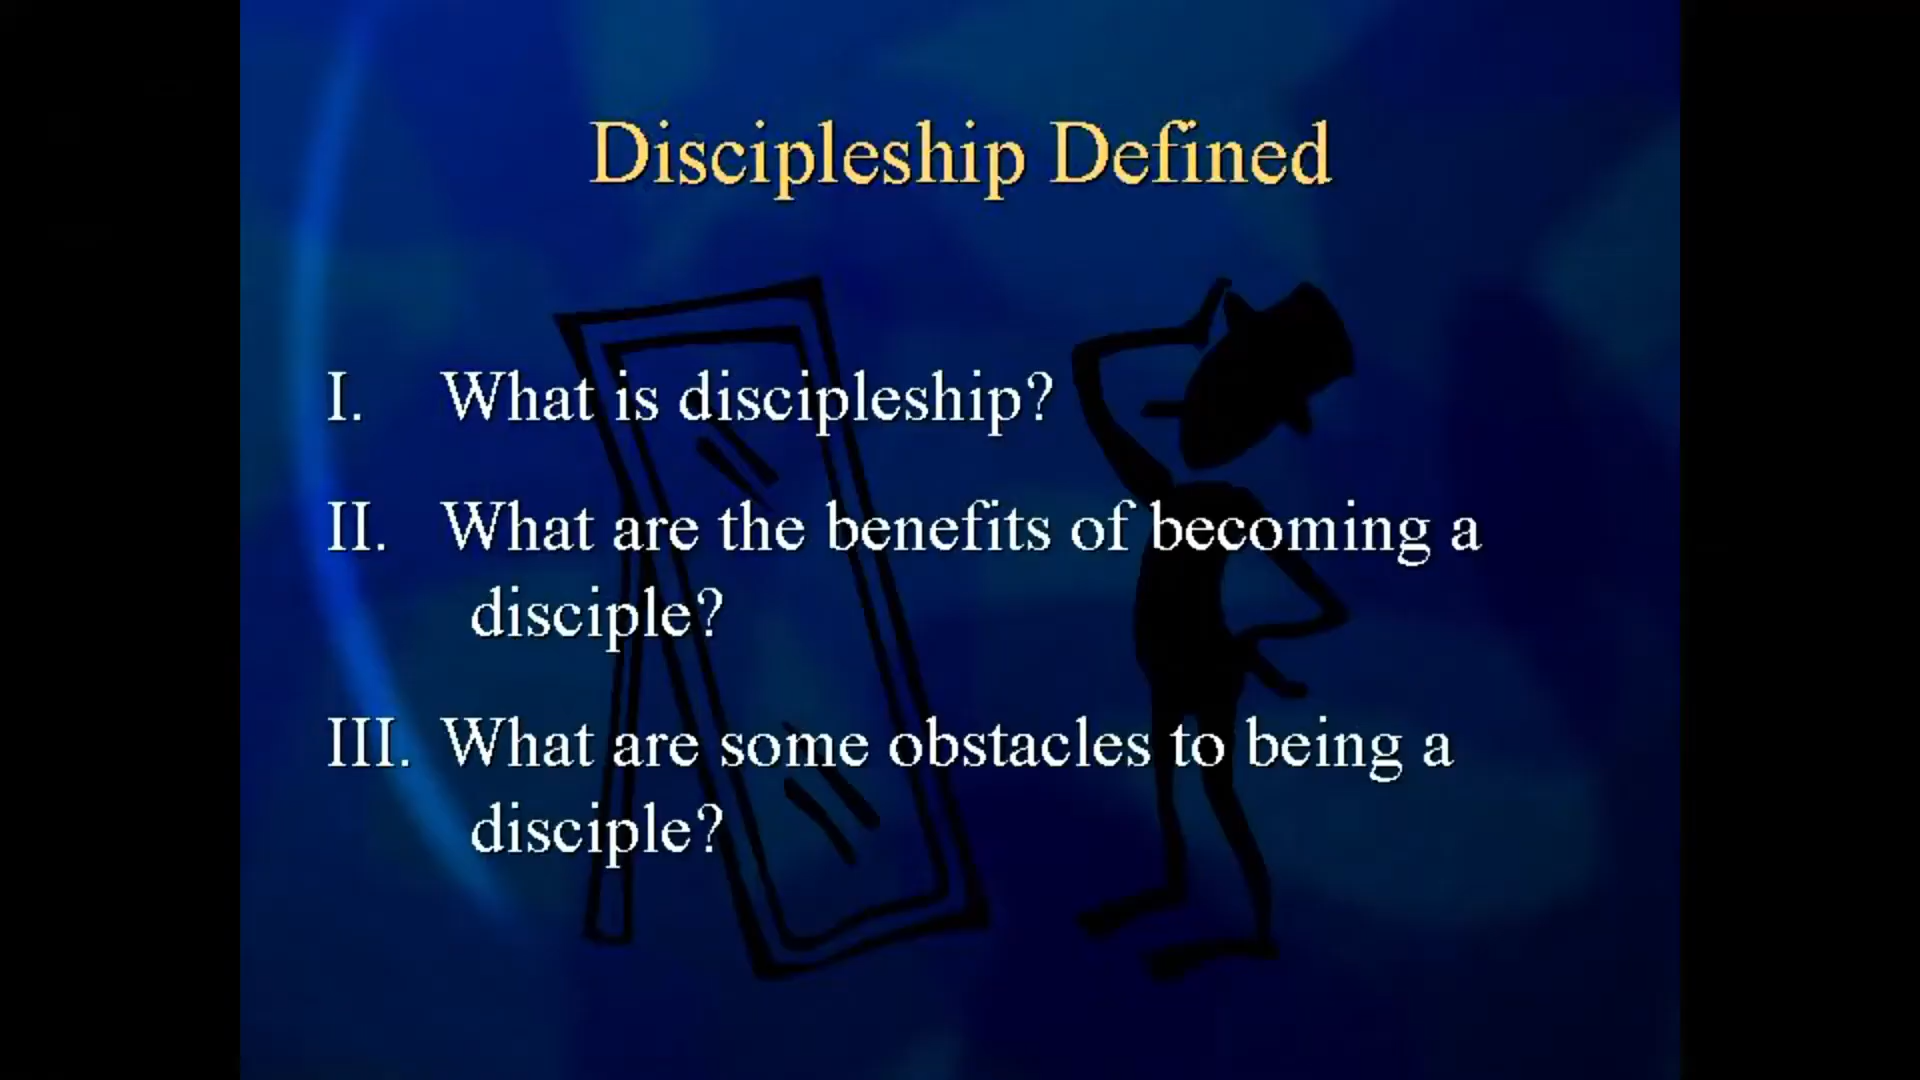 Discipleship Defined
I. What is discipleship?
II. What are the benefits of becoming a
disciple?
III. What are some obstacles to being a
disciple?